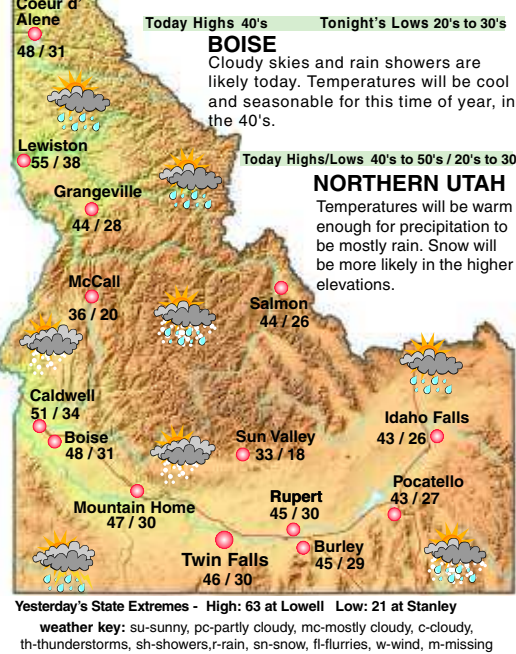 Coeur d'
Alene
48 / 31
Today Highs 40's Tonight's Lows 20's to 30's
BOISE
Cloudy skies and rain showers are
likely today. Temperatures will be cool
and seasonable for this time of year, in
the 40's.
Lewiston
55 / 38
Today Highs/Lows 40's to 50's / 20's to 30
NORTHERN UTAH
Temperatures will be warm
enough for precipitation to
be mostly rain. Snow will
be more likely in the higher
elevations.
Grangeville
44 / 28
McCall
36 / 20
Salmon
44 / 26
Caldwell
51 / 34
Boise
48 / 31
Sun Valley
33 / 18
Idaho Falls
43 / 26
Mountain Home
47 / 30
Rupert
45 / 30
Pocatello
43 / 27
Twin Falls
46 / 30
Burley
45 / 29
Yesterday's State Extremes - High: 63 at Lowell Low: 21 at Stanley
weather key: su-sunny, pc-partly cloudy, mc-mostly cloudy, c-cloudy,
th-thunderstorms, sh-showers,r-rain, sn-snow, fl-flurries, w-wind, m-missing